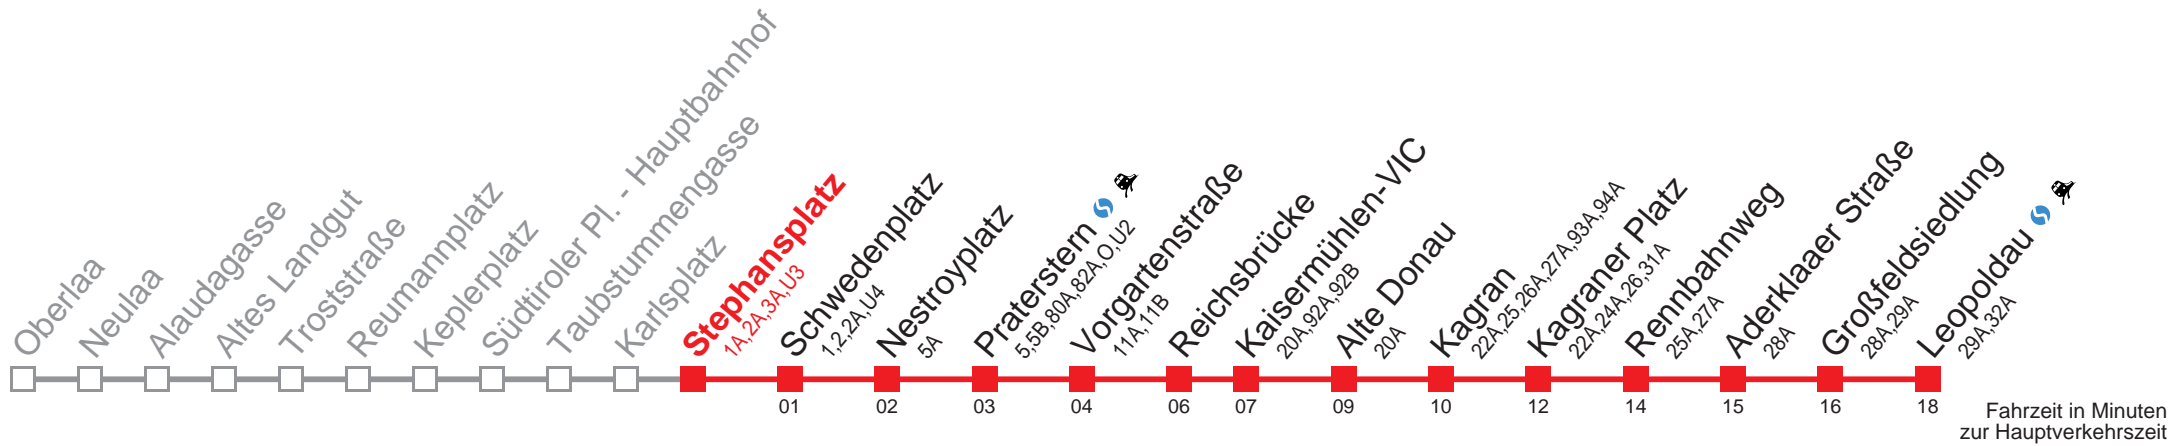 Oberlaa
Neulaa
Alaudagasse
Altes Landgut
Troststraße
Reumannplatz
Keplerplatz
Südtiroler Pl. - Hauptbahnhof
Taubstummengasse
Karlsplatz
Stephansplatz
1A,2A,3A,U3
Schwedenplatz
1,2,2A,U4
Nestroyplatz
5A
Praterstern
5,5B,80A,82A,O,U2
Vorgartenstraße
11A,11B
Reichsbrücke
Kaisermühlen-VIC
20A,92A,92B
Alte Donau
20A
Kagran
22A,25,26A,27A,93A,94A
Kagraner Platz
22A,24A,26,31A
Rennbahnweg
25A,27A
Aderklaaer Straße
28A
Großfeldsiedlung
28A,29A
Leopoldau
29A,32A
01 02 03 04 06 07 09 10 12 14 15 16 18
Fahrzeit in Minuten
zur Hauptverkehrszeit